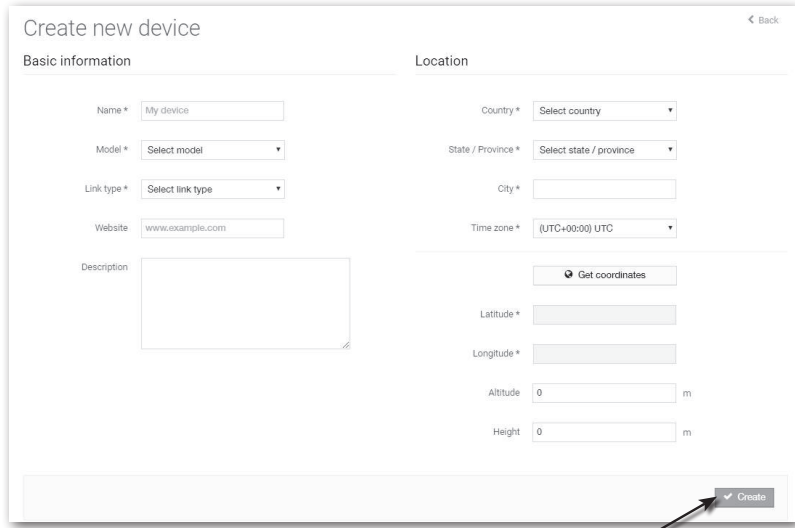 Create new device
Back
Basic information
Name *
My device
Model *
Select model
Link type *
Select link type
Website
www.example.com
Description
Location
Country *
Select country
State / Province *
Select state / province
City *
Time zone *
(UTC+00:00) UTC
Get coordinates
Latitude *
Longitude *
Altitude
0
m
Height
0
m
Create